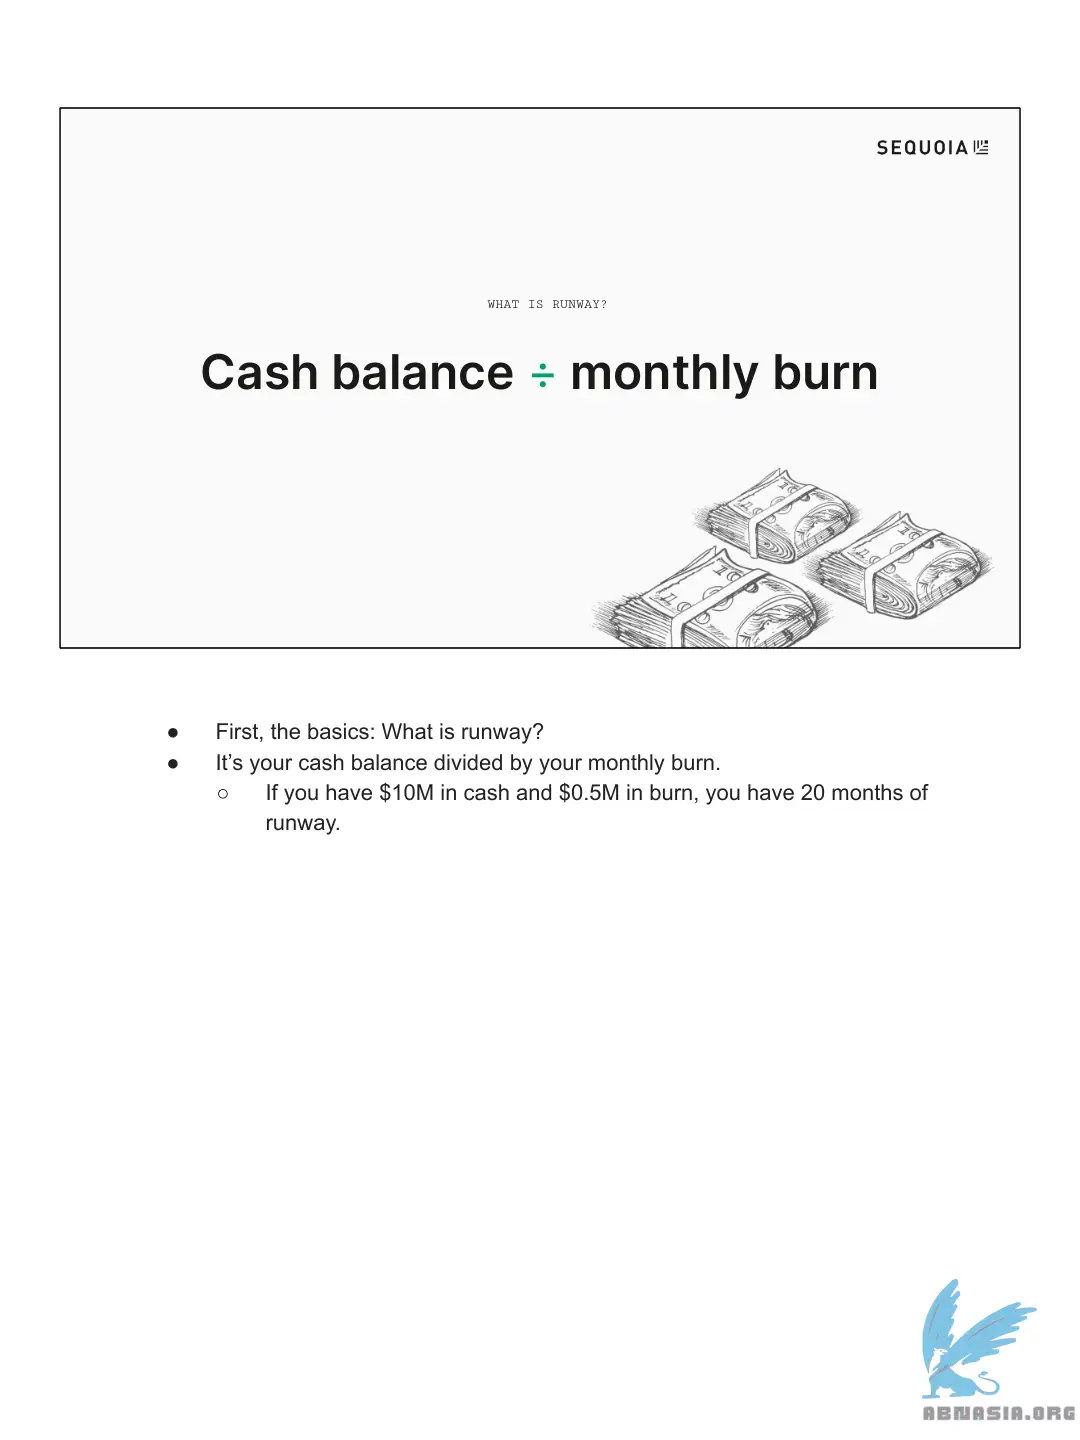 SEQUOIA
WHAT IS RUNWAY?
Cash balance ÷ monthly burn
● First, the basics: What is runway?
● It’s your cash balance divided by your monthly burn.
○ If you have $10M in cash and $0.5M in burn, you have 20 months of
runway.
ABNASIA.ORG